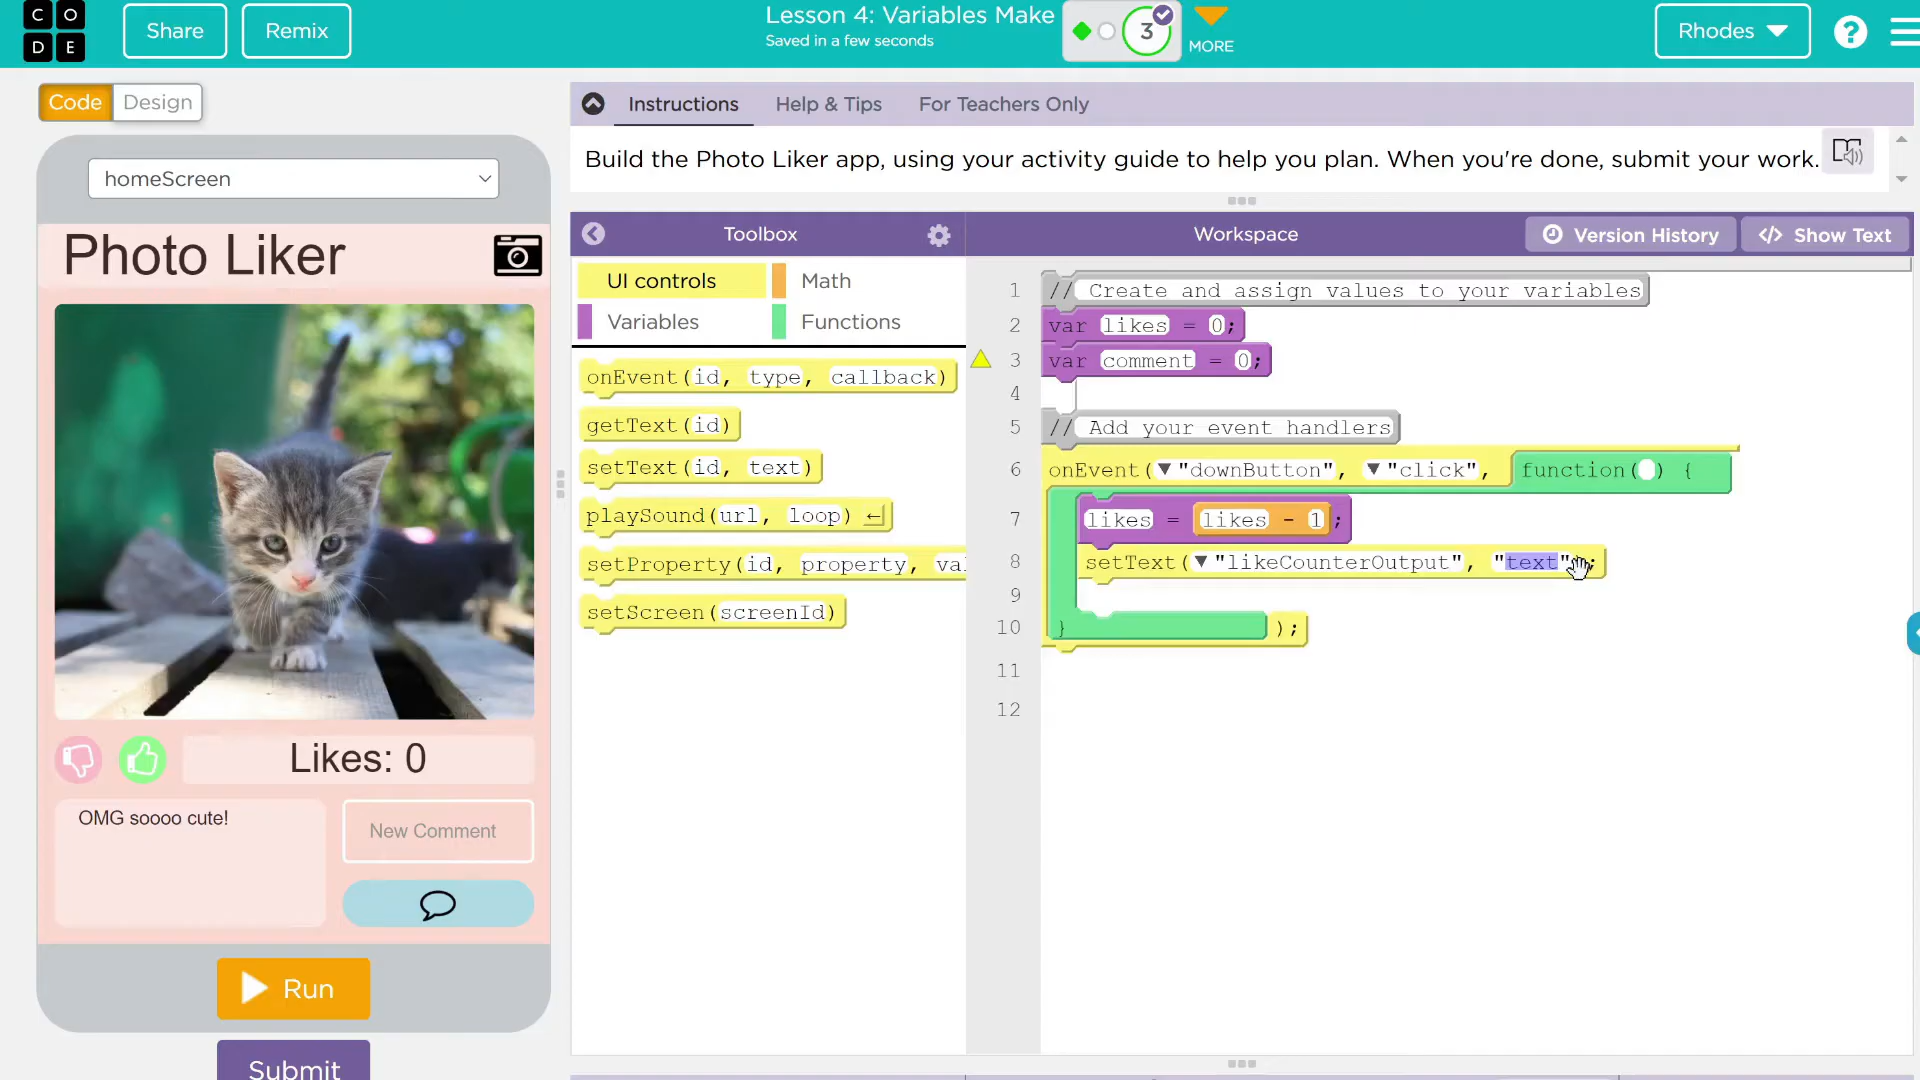 C O
D E
Share
Remix
Lesson 4: Variables Make
Saved in a few seconds
3
MORE
Rhodes
?
Code
Design
Instructions
Help & Tips
For Teachers Only
Build the Photo Liker app, using your activity guide to help you plan. When you're done, submit your work.
homeScreen
Photo Liker
Likes: 0
OMG soooo cute!
New Comment
Run
Submit
Toolbox
Workspace
Version History
</> Show Text
UI controls
Math
Variables
Functions
onEvent(id, type, callback)
getText(id)
setText(id, text)
playSound(url, loop)
setProperty(id, property, val
setScreen(screenId)
1 // Create and assign values to your variables
2 var likes = 0;
3 var comment = 0;
4
5 // Add your event handlers
6 onEvent("downButton", "click", function() {
7 likes = likes - 1;
8 setText("likeCounterOutput", "text");
9
10 } );
11
12